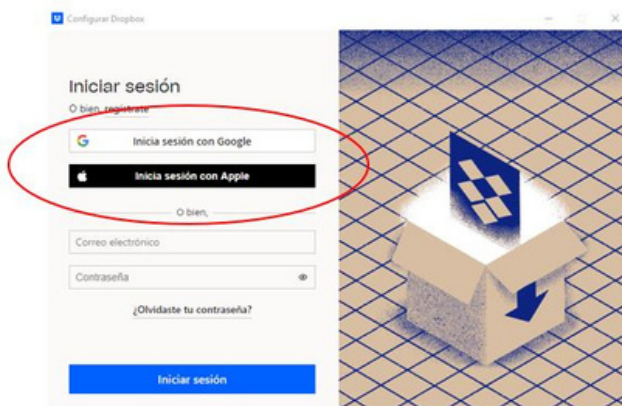 Configurar Dropbox
Iniciar sesión
O bien, regístrate
Inicia sesión con Google
Inicia sesión con Apple
O bien,
Correo electrónico
Contraseña
¿Olvidaste tu contraseña?
Iniciar sesión